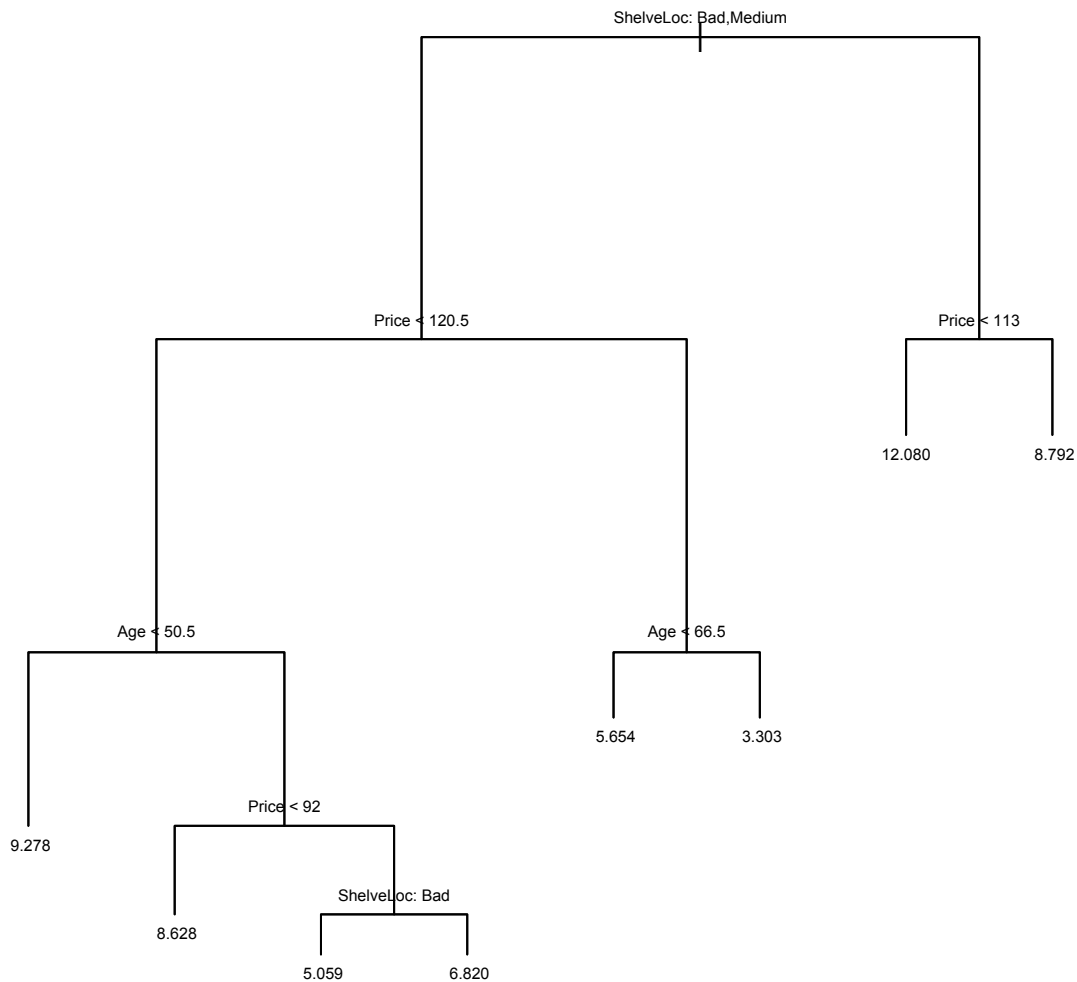 ShelveLoc: Bad,Medium
Price < 120.5
Price < 113
12.080
8.792
Age < 50.5
Age < 66.5
5.654
3.303
Price < 92
9.278
ShelveLoc: Bad
8.628
5.059
6.820